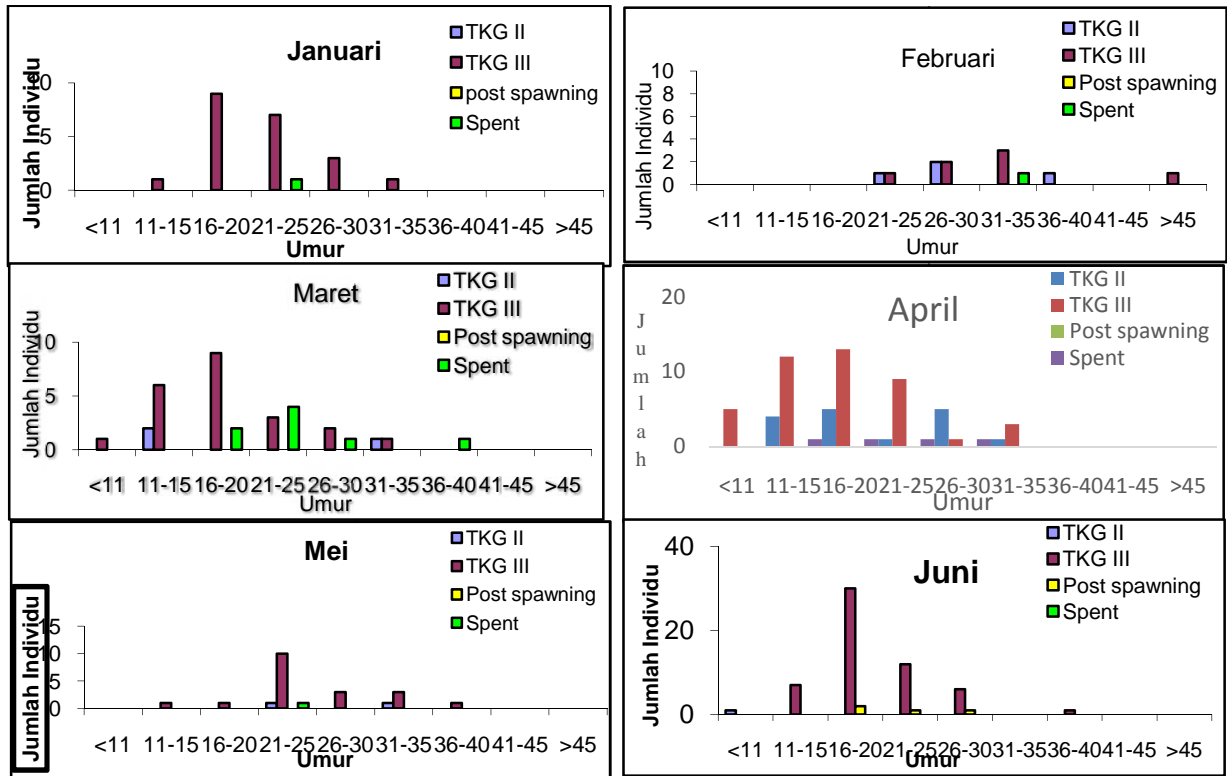 Januari
TKG II
TKG III
post spawning
Spent
Jumlah Individu
10
5
0
<11 11-15 16-20 21-25 26-30 31-35 36-40 41-45 >45
Umur
Februari
TKG II
TKG III
Post spawning
Spent
Jumlah Individu
10
8
6
4
2
0
<11 11-15 16-20 21-25 26-30 31-35 36-40 41-45 >45
Umur
Maret
TKG II
TKG III
Post spawning
Spent
Jumlah Individu
10
5
0
<11 11-15 16-20 21-25 26-30 31-35 36-40 41-45 >45
Umur
April
TKG II
TKG III
Post spawning
Spent
Jumlah
20
10
0
<11 11-15 16-20 21-25 26-30 31-35 36-40 41-45 >45
Umur
Mei
TKG II
TKG III
Post spawning
Spent
Jumlah Individu
15
10
5
0
<11 11-15 16-20 21-25 26-30 31-35 36-40 41-45 >45
Umur
Juni
TKG II
TKG III
Post spawning
Spent
Jumlah Individu
40
20
0
<11 11-15 16-20 21-25 26-30 31-35 36-40 41-45 >45
Umur